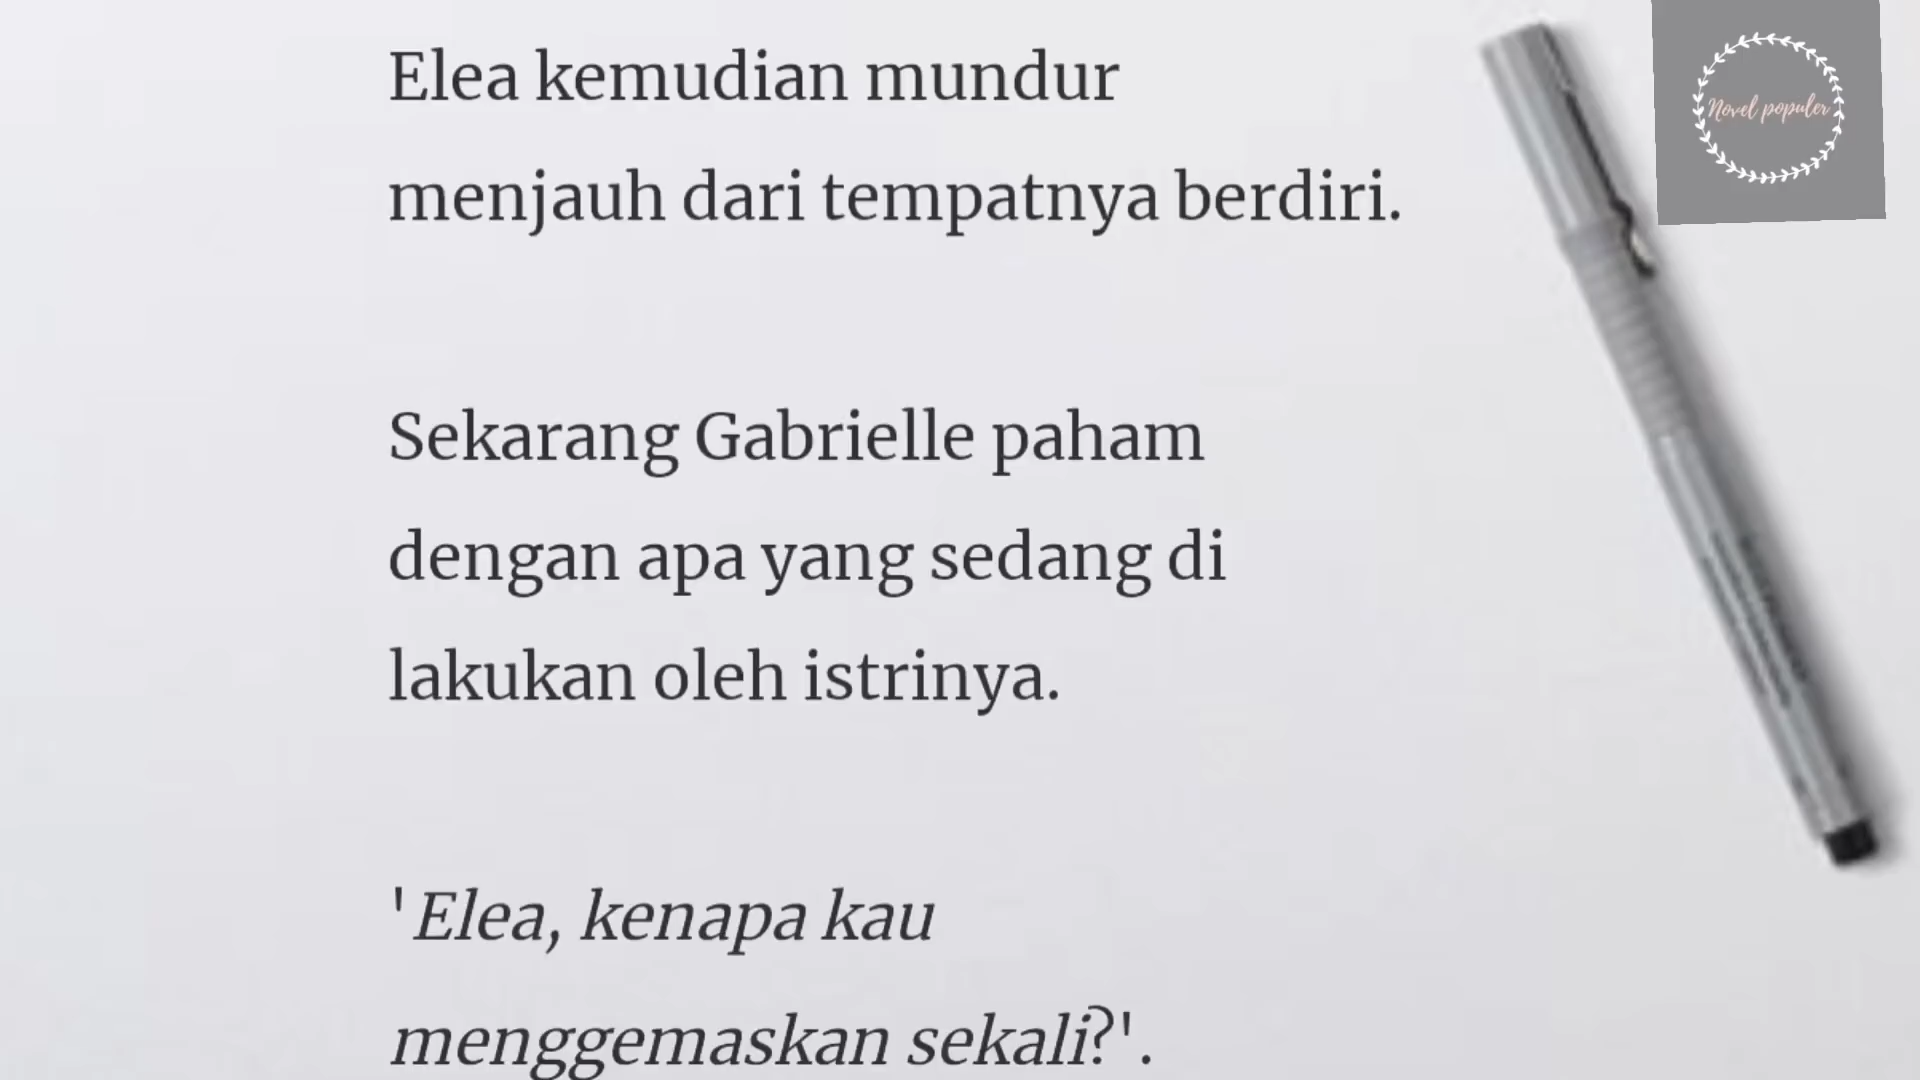 Elea kemudian mundur
menjauh dari tempatnya berdiri.
Sekarang Gabrielle paham
dengan apa yang sedang di
lakukan oleh istrinya.
'Elea, kenapa kau
menggemaskan sekali?'.
Novel populer